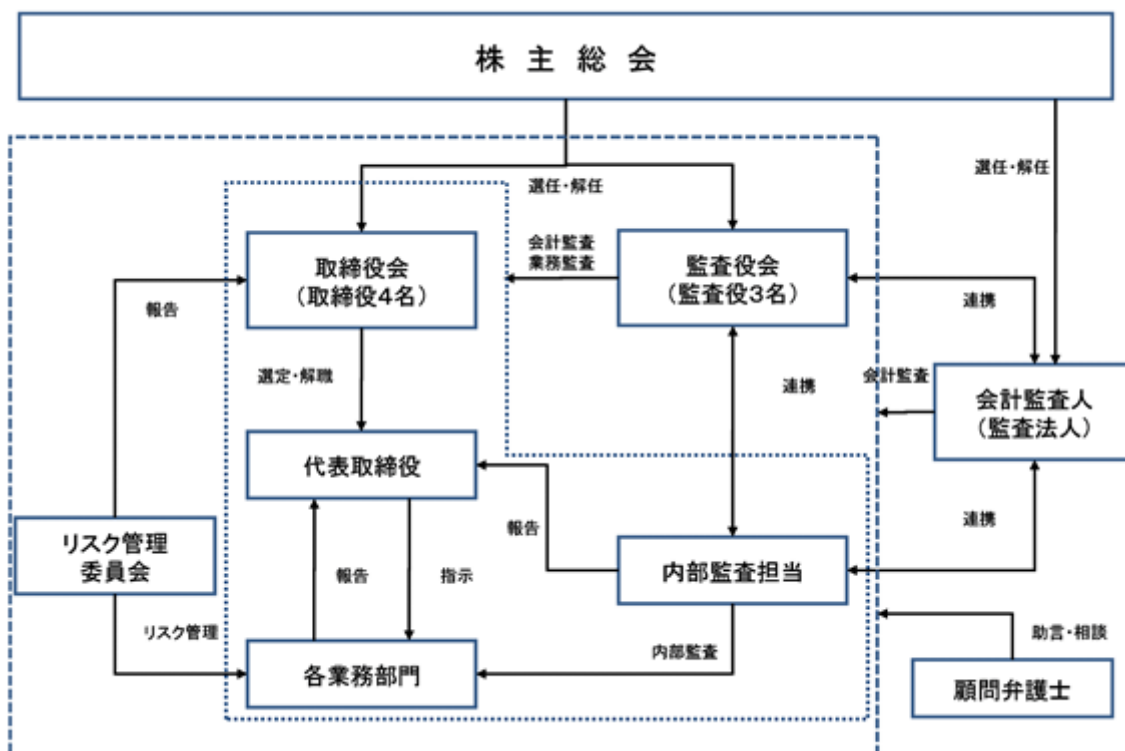 株 主 総 会
選任・解任
選任・解任
取締役会
（取締役４名）
会計監査
業務監査
監査役会
（監査役３名）
報告
連携
選定・解職
連携
会計監査
会計監査人
（監査法人）
代表取締役
リスク管理
委員会
報告
連携
報告
指示
内部監査担当
リスク管理
内部監査
助言・相談
各業務部門
顧問弁護士